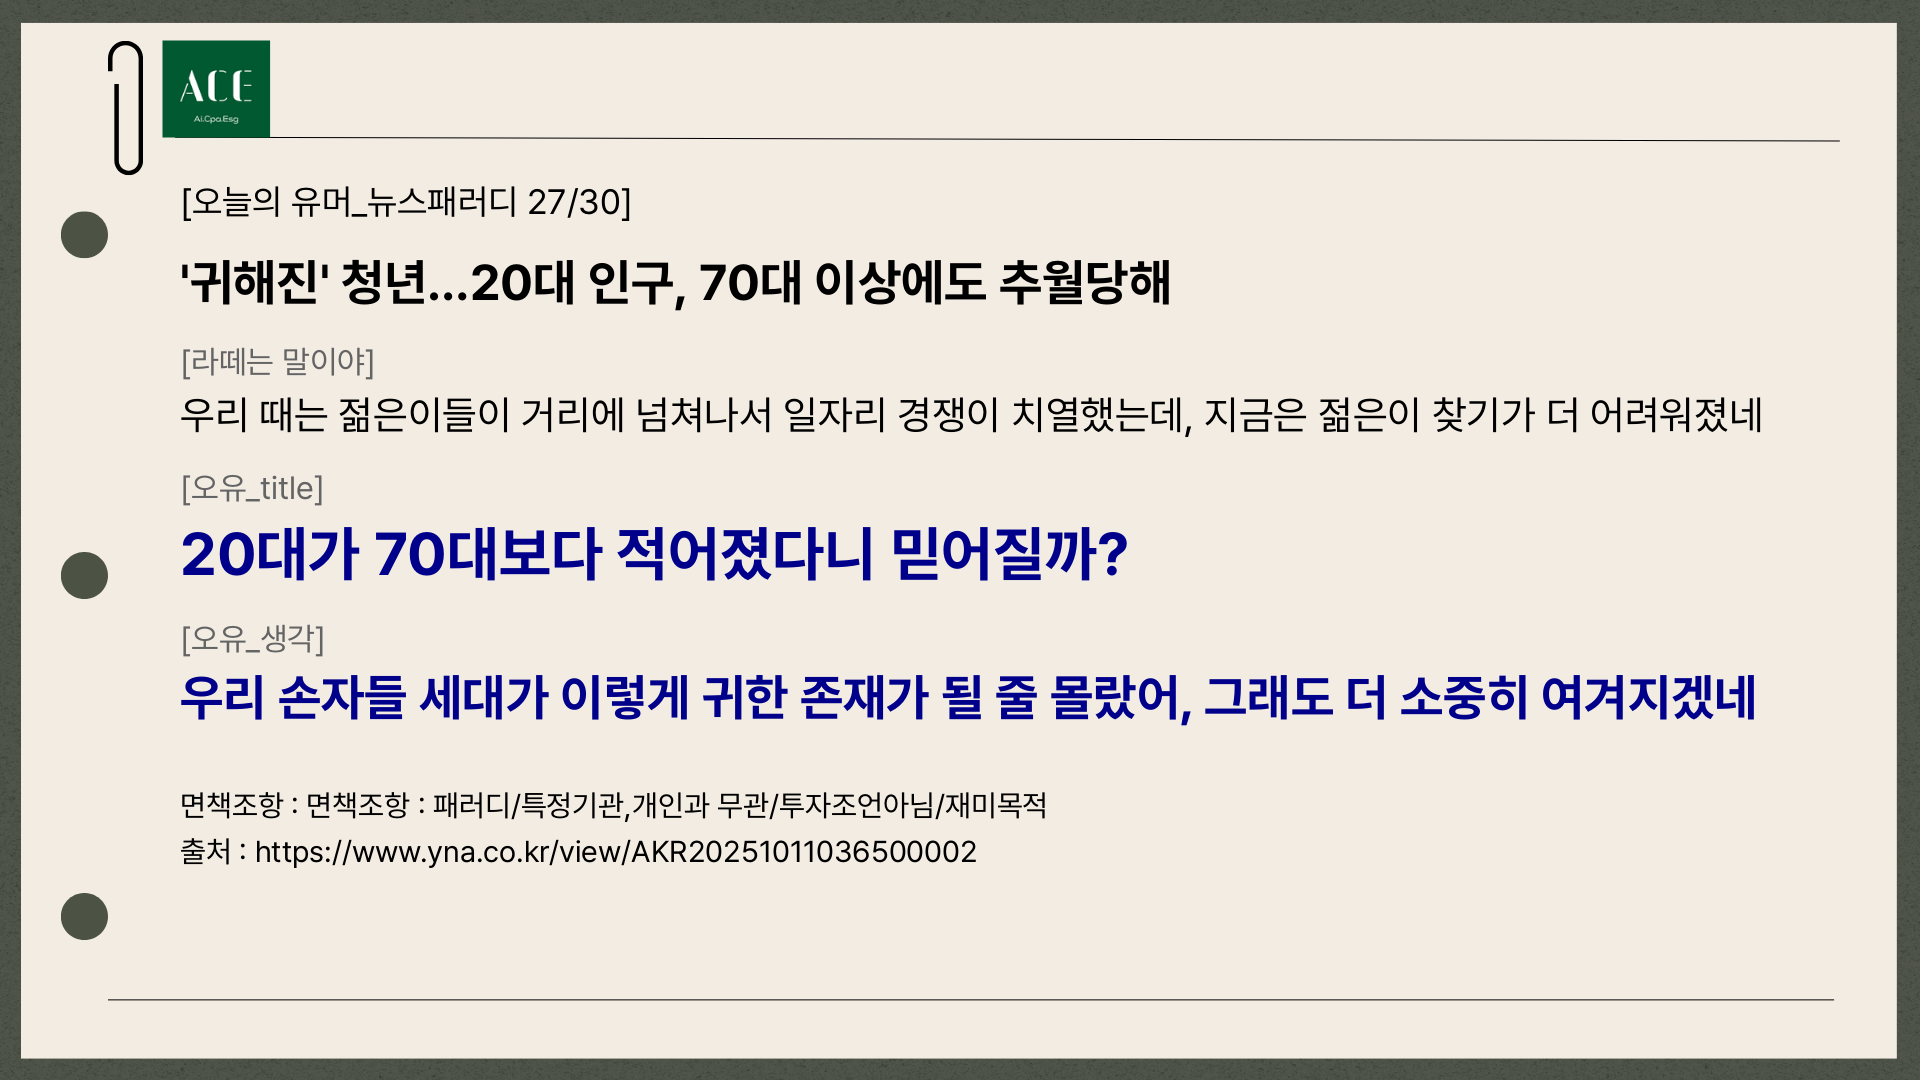 ACE
Ai.Cpa.Esg
[오늘의 유머_뉴스패러디 27/30]
'귀해진' 청년...20대 인구, 70대 이상에도 추월당해
[라떼는 말이야]
우리 때는 젊은이들이 거리에 넘쳐나서 일자리 경쟁이 치열했는데, 지금은 젊은이 찾기가 더 어려워졌네
[오유_title]
20대가 70대보다 적어졌다니 믿어질까?
[오유_생각]
우리 손자들 세대가 이렇게 귀한 존재가 될 줄 몰랐어, 그래도 더 소중히 여겨지겠네
면책조항 : 면책조항 : 패러디/특정기관,개인과 무관/투자조언아님/재미목적
출처 : https://www.yna.co.kr/view/AKR20251011036500002